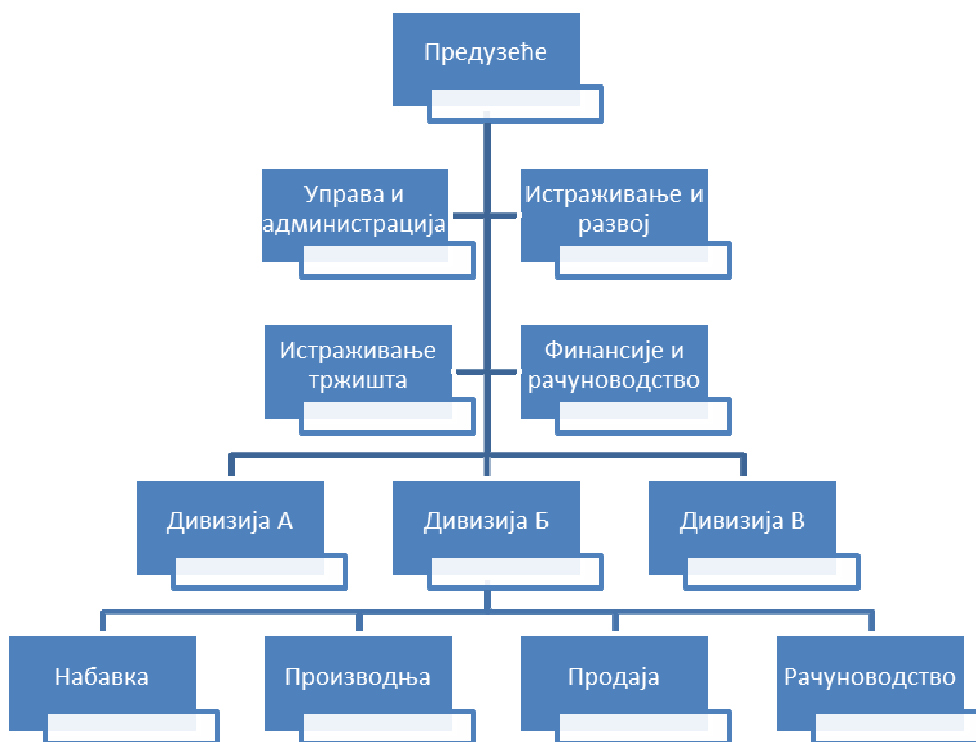 Предузеће
Управа и
администрација
Истраживање и
развој
Истраживање
тржишта
Финансије и
рачуноводство
Дивизија А
Дивизија Б
Дивизија В
Набавка
Производња
Продаја
Рачуноводство